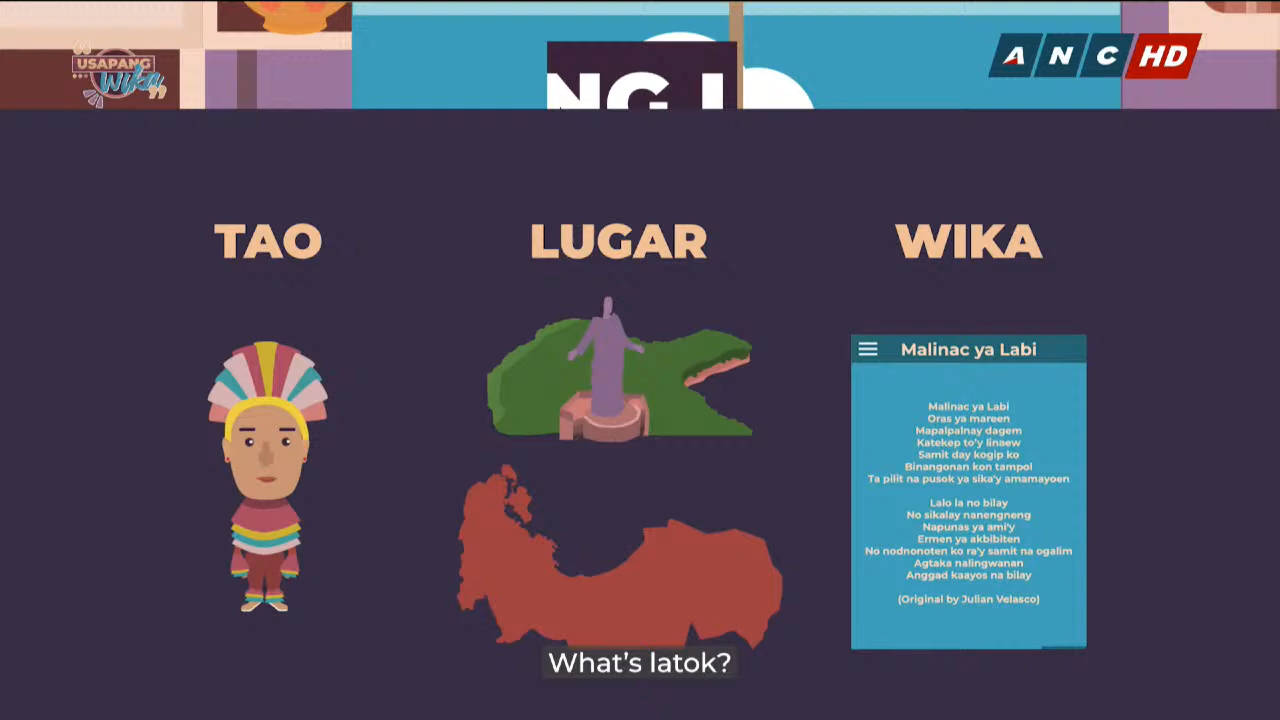 USAPANG
Wika
ANC HD
NG
TAO
LUGAR
WIKA
Malinac ya Labi
Malinac ya Labi
Oras ya mareen
Mapalpalnay dagem
Katekep to'y linaew
Samit day kogip ko
Binangonan kon tampol
Ta pilit na pusok ya sika'y amamayoen
Lalo la no bilay
No sikalay nanengneng
Napunas ya ami'y
Ermen ya akbibiten
No nodnonoten ko ra'y samit na ogalim
Agtaka nalingwanan
Anggad kaayos na bilay
(Original by Julian Velasco)
What's latok?